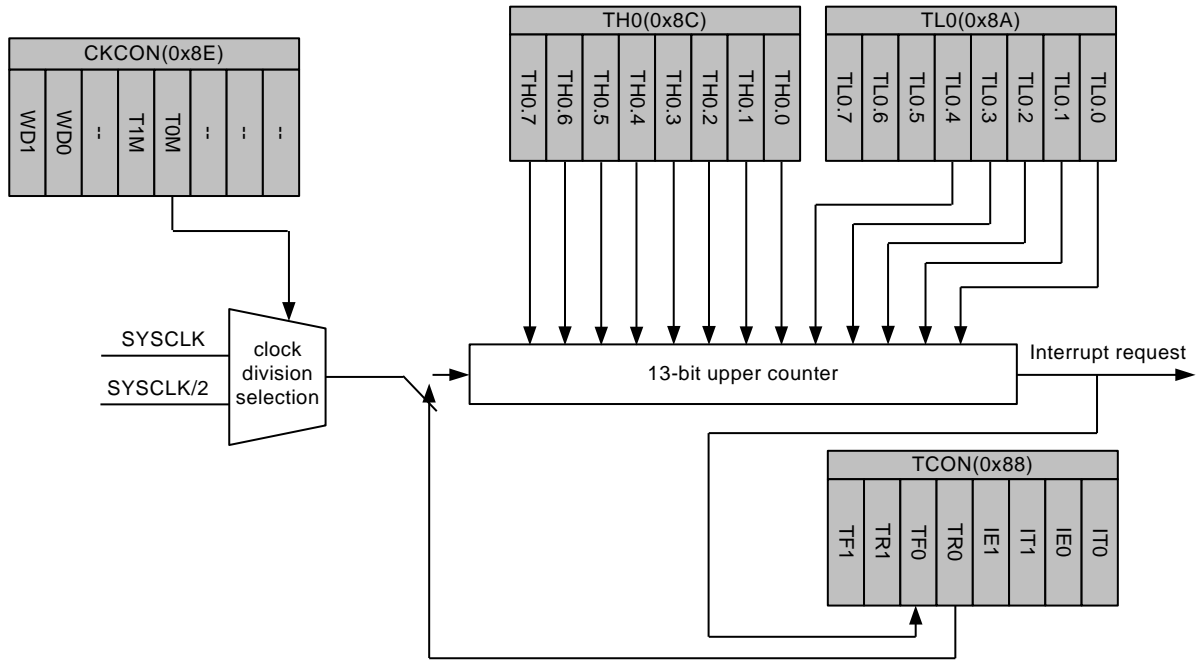 TH0(0x8C)
TH0.7
TH0.6
TH0.5
TH0.4
TH0.3
TH0.2
TH0.1
TH0.0
TL0(0x8A)
TL0.7
TL0.6
TL0.5
TL0.4
TL0.3
TL0.2
TL0.1
TL0.0
CKCON(0x8E)
WD1
WD0
--
T1M
T0M
--
--
--
SYSCLK
SYSCLK/2
clock
division
selection
13-bit upper counter
Interrupt request
TCON(0x88)
TF1
TR1
TF0
TR0
IE1
IT1
IE0
IT0